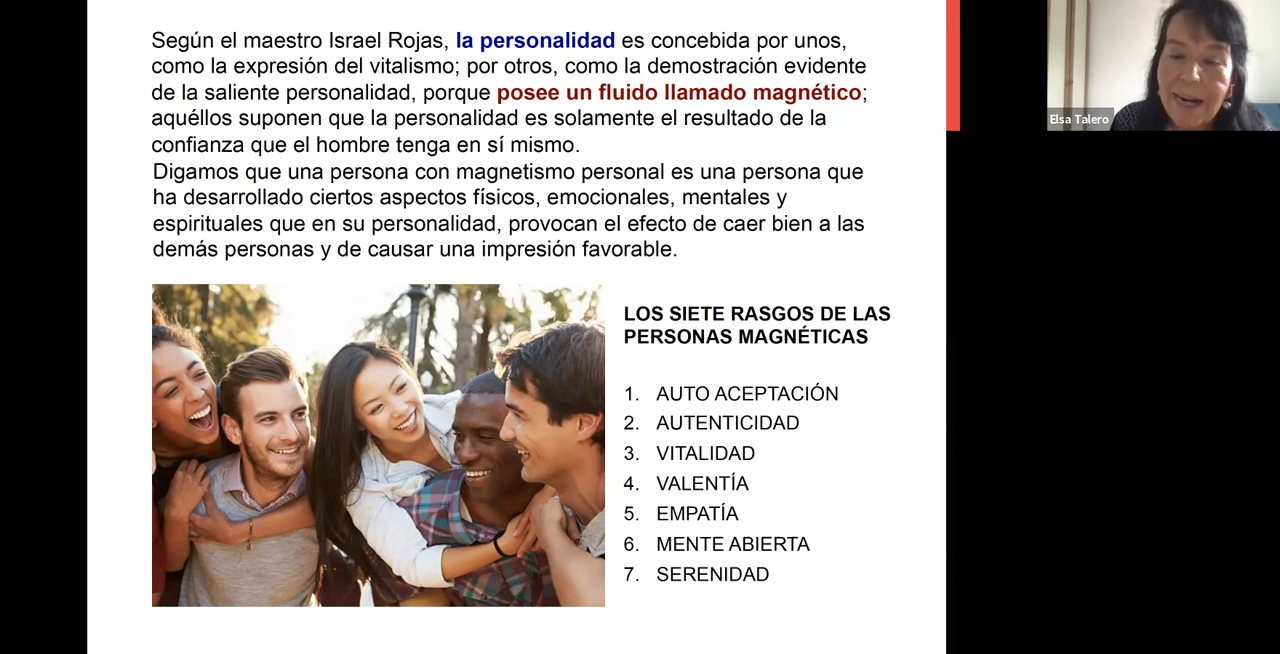 Según el maestro Israel Rojas, la personalidad es concebida por unos,
como la expresión del vitalismo; por otros, como la demostración evidente
de la saliente personalidad, porque posee un fluido llamado magnético;
aquéllos suponen que la personalidad es solamente el resultado de la
confianza que el hombre tenga en sí mismo.
Digamos que una persona con magnetismo personal es una persona que
ha desarrollado ciertos aspectos físicos, emocionales, mentales y
espirituales que en su personalidad, provocan el efecto de caer bien a las
demás personas y de causar una impresión favorable.
LOS SIETE RASGOS DE LAS
PERSONAS MAGNÉTICAS
1. AUTO ACEPTACIÓN
2. AUTENTICIDAD
3. VITALIDAD
4. VALENTÍA
5. EMPATÍA
6. MENTE ABIERTA
7. SERENIDAD
Elsa Talero